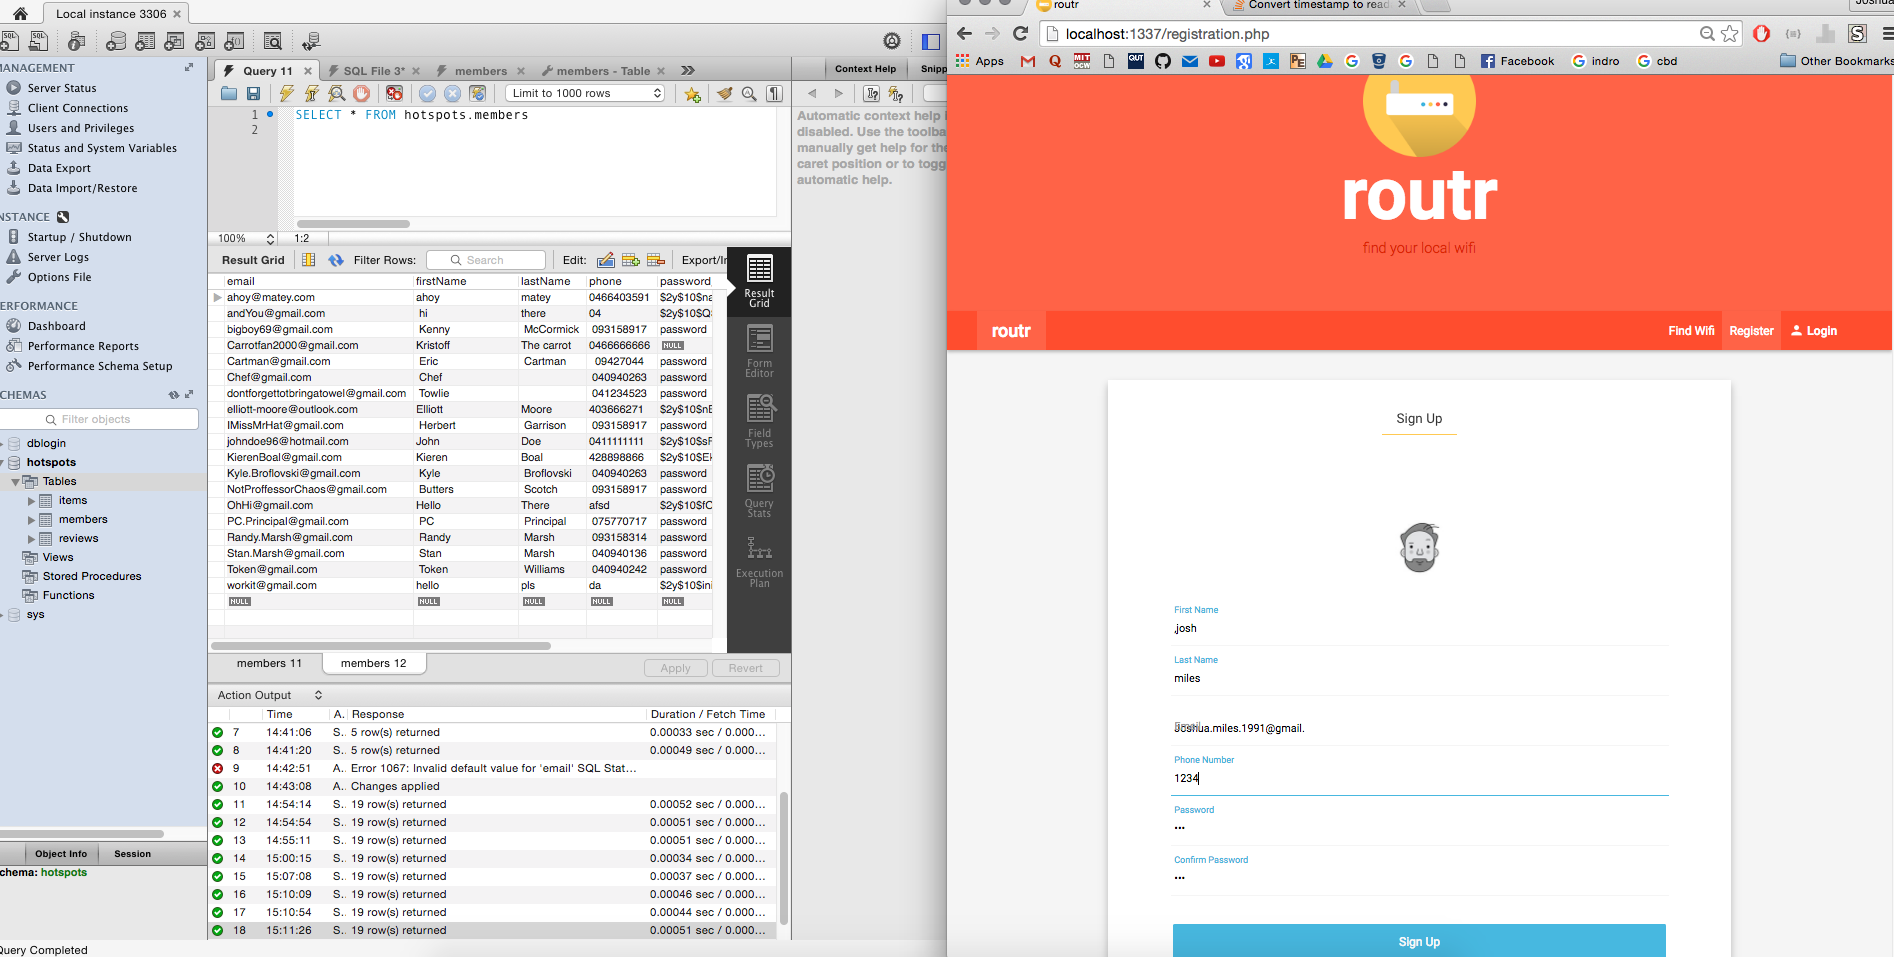 Local instance 3306
MANAGEMENT
Server Status
Client Connections
Users and Privileges
Status and System Variables
Data Export
Data Import/Restore
NSTANCE
Startup / Shutdown
Server Logs
Options File
ERFORMANCE
Dashboard
Performance Reports
Performance Schema Setup
CHEMAS
Filter objects
dblogin
hotspots
Tables
items
members
reviews
Views
Stored Procedures
Functions
sys
Object Info Session
chema: hotspots
Query Completed
Query 11 SQL File 3* members members - Table
Limit to 1000 rows
1 SELECT * FROM hotspots.members
2
100% 1:2
Result Grid Filter Rows: Search Edit: Export/Ir
email firstName lastName phone password
ahoy@matey.com ahoy matey 0466403591 $2y$10$na
andYou@gmail.com hi there 04 $2y$10$Q
bigboy69@gmail.com Kenny McCormick 093158917 password
Carrotfan2000@gmail.com Kristoff The carrot 0466666666 NULL
Cartman@gmail.com Eric Cartman 09427044 password
Chef@gmail.com Chef 040940263 password
dontforgettotbringatowel@gmail.com Towlie 041234523 password
elliott-moore@outlook.com Elliott Moore 403666271 $2y$10$nE
IMissMrHat@gmail.com Herbert Garrison 093158917 password
johndoe96@hotmail.com John Doe 0411111111 $2y$10$sF
KierenBoal@gmail.com Kieren Boal 428898866 $2y$10$Ek
Kyle.Broflovski@gmail.com Kyle Broflovski 040940263 password
NotProffessorChaos@gmail.com Butters Scotch 093158917 password
OhHi@gmail.com Hello There afsd $2y$10$fC
PC.Principal@gmail.com PC Principal 075770717 password
Randy.Marsh@gmail.com Randy Marsh 093158314 password
Stan.Marsh@gmail.com Stan Marsh 040940136 password
Token@gmail.com Token Williams 040940242 password
workit@gmail.com hello pls da $2y$10$ini
NULL NULL NULL NULL NULL
Result Grid
Form Editor
Field Types
Query Stats
Execution Plan
members 11 members 12 Apply Revert
Action Output
Time A. Response Duration / Fetch Time
7 14:41:06 S.. 5 row(s) returned 0.00033 sec / 0.000...
8 14:41:20 S.. 5 row(s) returned 0.00049 sec / 0.000...
9 14:42:51 A.. Error 1067: Invalid default value for 'email' SQL Stat...
10 14:43:08 A.. Changes applied
11 14:54:14 S.. 19 row(s) returned 0.00052 sec / 0.000...
12 14:54:54 S.. 19 row(s) returned 0.00051 sec / 0.000...
13 14:55:11 S.. 19 row(s) returned 0.00051 sec / 0.000...
14 15:00:15 S.. 19 row(s) returned 0.00034 sec / 0.000...
15 15:07:08 S.. 19 row(s) returned 0.00037 sec / 0.000...
16 15:10:09 S.. 19 row(s) returned 0.00046 sec / 0.000...
17 15:10:54 S.. 19 row(s) returned 0.00044 sec / 0.000...
18 15:11:26 S.. 19 row(s) returned 0.00051 sec / 0.000...
Context Help Snipp
Automatic context help
disabled. Use the toolba
manually get help for the
caret position or to togg
automatic help.
routr Convert timestamp to read
localhost:1337/registration.php
Apps Facebook indro cbd Other Bookmarks
routr
find your local wifi
routr Find Wifi Register Login
Sign Up
First Name
,josh
Last Name
miles
Email
Joshua.miles.1991@gmail.
Phone Number
1234
Password
•••
Confirm Password
•••
Sign Up